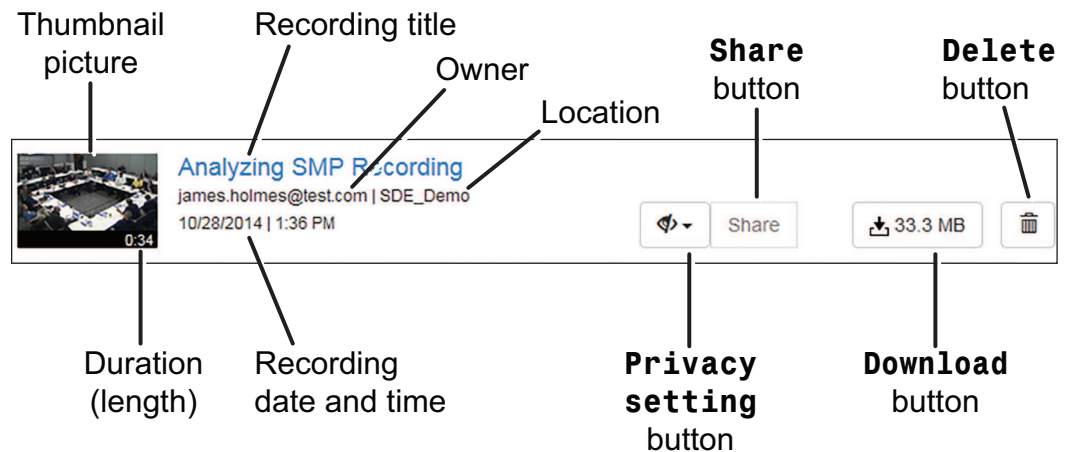 Thumbnail
picture
Recording title
Owner
Location
Share
button
Delete
button
Analyzing SMP Recording
james.holmes@test.com | SDE_Demo
10/28/2014 | 1:36 PM
0:34
Share
33.3 MB
Duration
(length)
Recording
date and time
Privacy
setting
button
Download
button